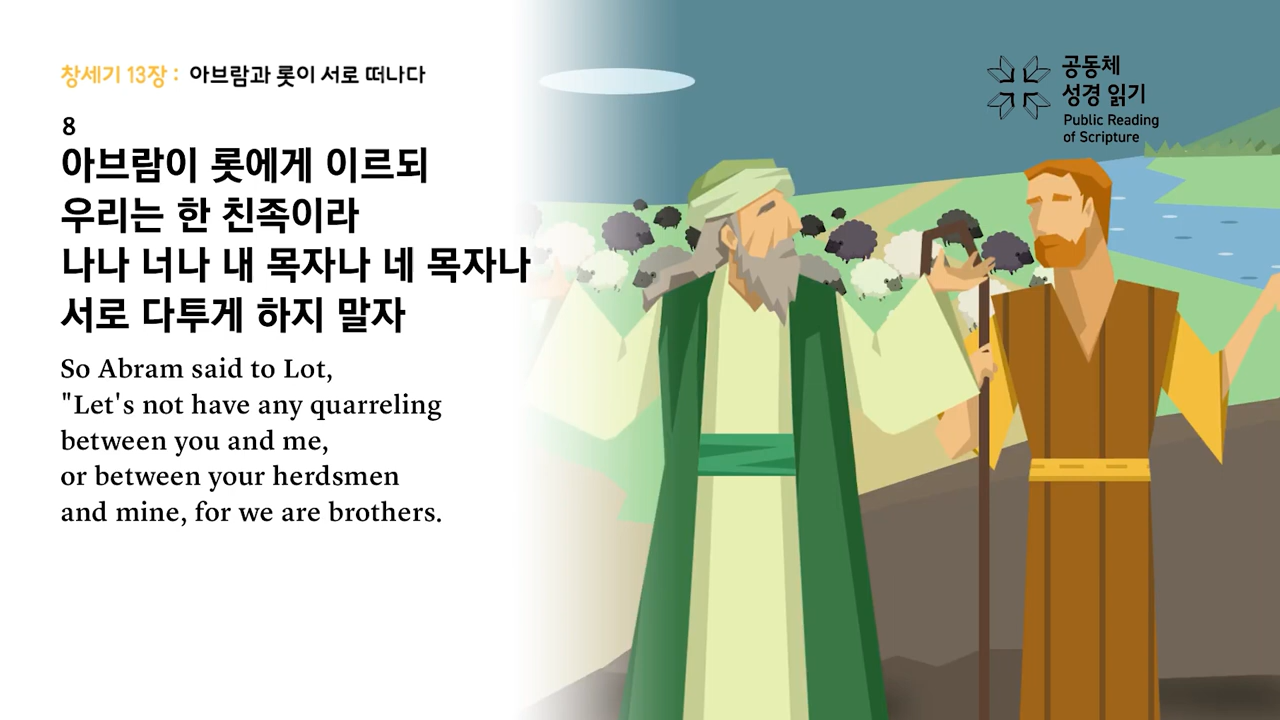 창세기 13장 : 아브람과 롯이 서로 떠나다
8
아브람이 롯에게 이르되
우리는 한 친족이라
나나 너나 내 목자나 네 목자나
서로 다투게 하지 말자
So Abram said to Lot,
"Let's not have any quarreling
between you and me,
or between your herdsmen
and mine, for we are brothers.
공동체
성경 읽기
Public Reading
of Scripture